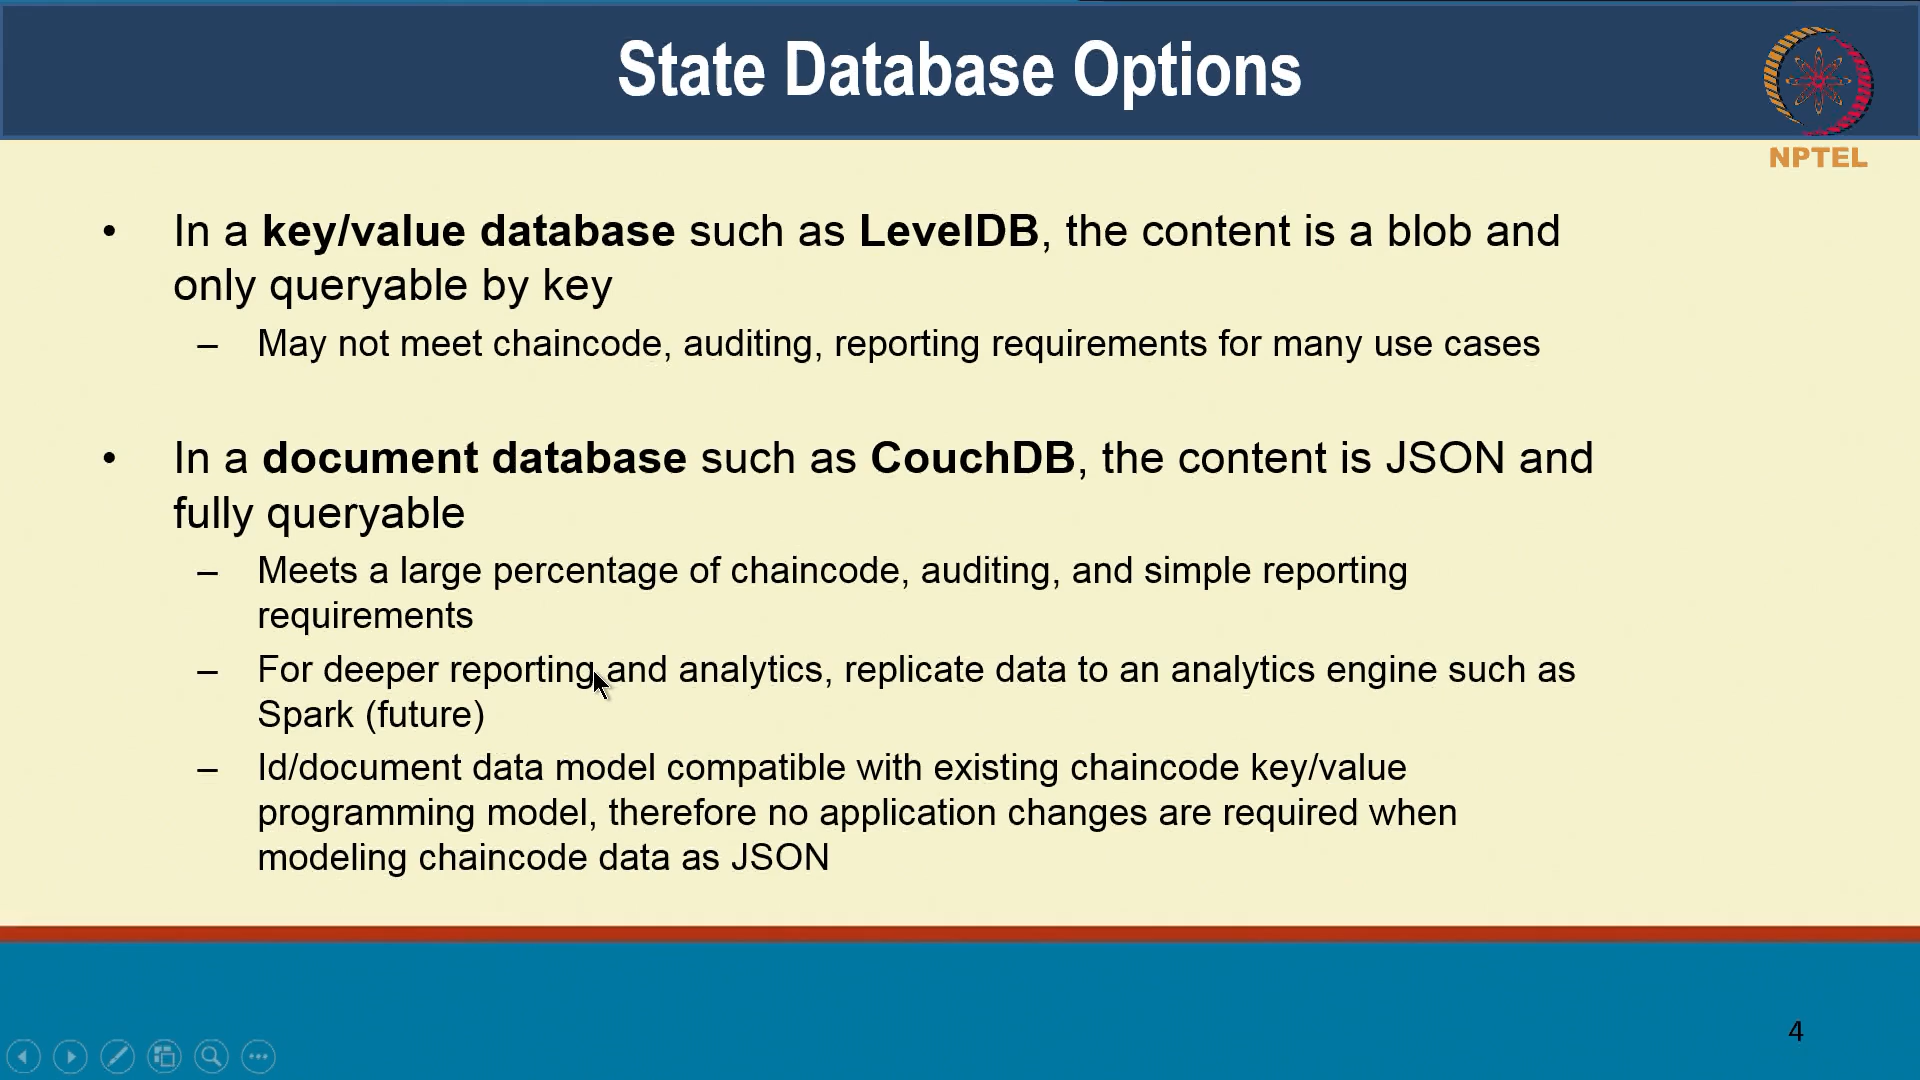 State Database Options
NPTEL
• In a key/value database such as LevelDB, the content is a blob and
only queryable by key
– May not meet chaincode, auditing, reporting requirements for many use cases
• In a document database such as CouchDB, the content is JSON and
fully queryable
– Meets a large percentage of chaincode, auditing, and simple reporting
requirements
– For deeper reporting and analytics, replicate data to an analytics engine such as
Spark (future)
– Id/document data model compatible with existing chaincode key/value
programming model, therefore no application changes are required when
modeling chaincode data as JSON
4